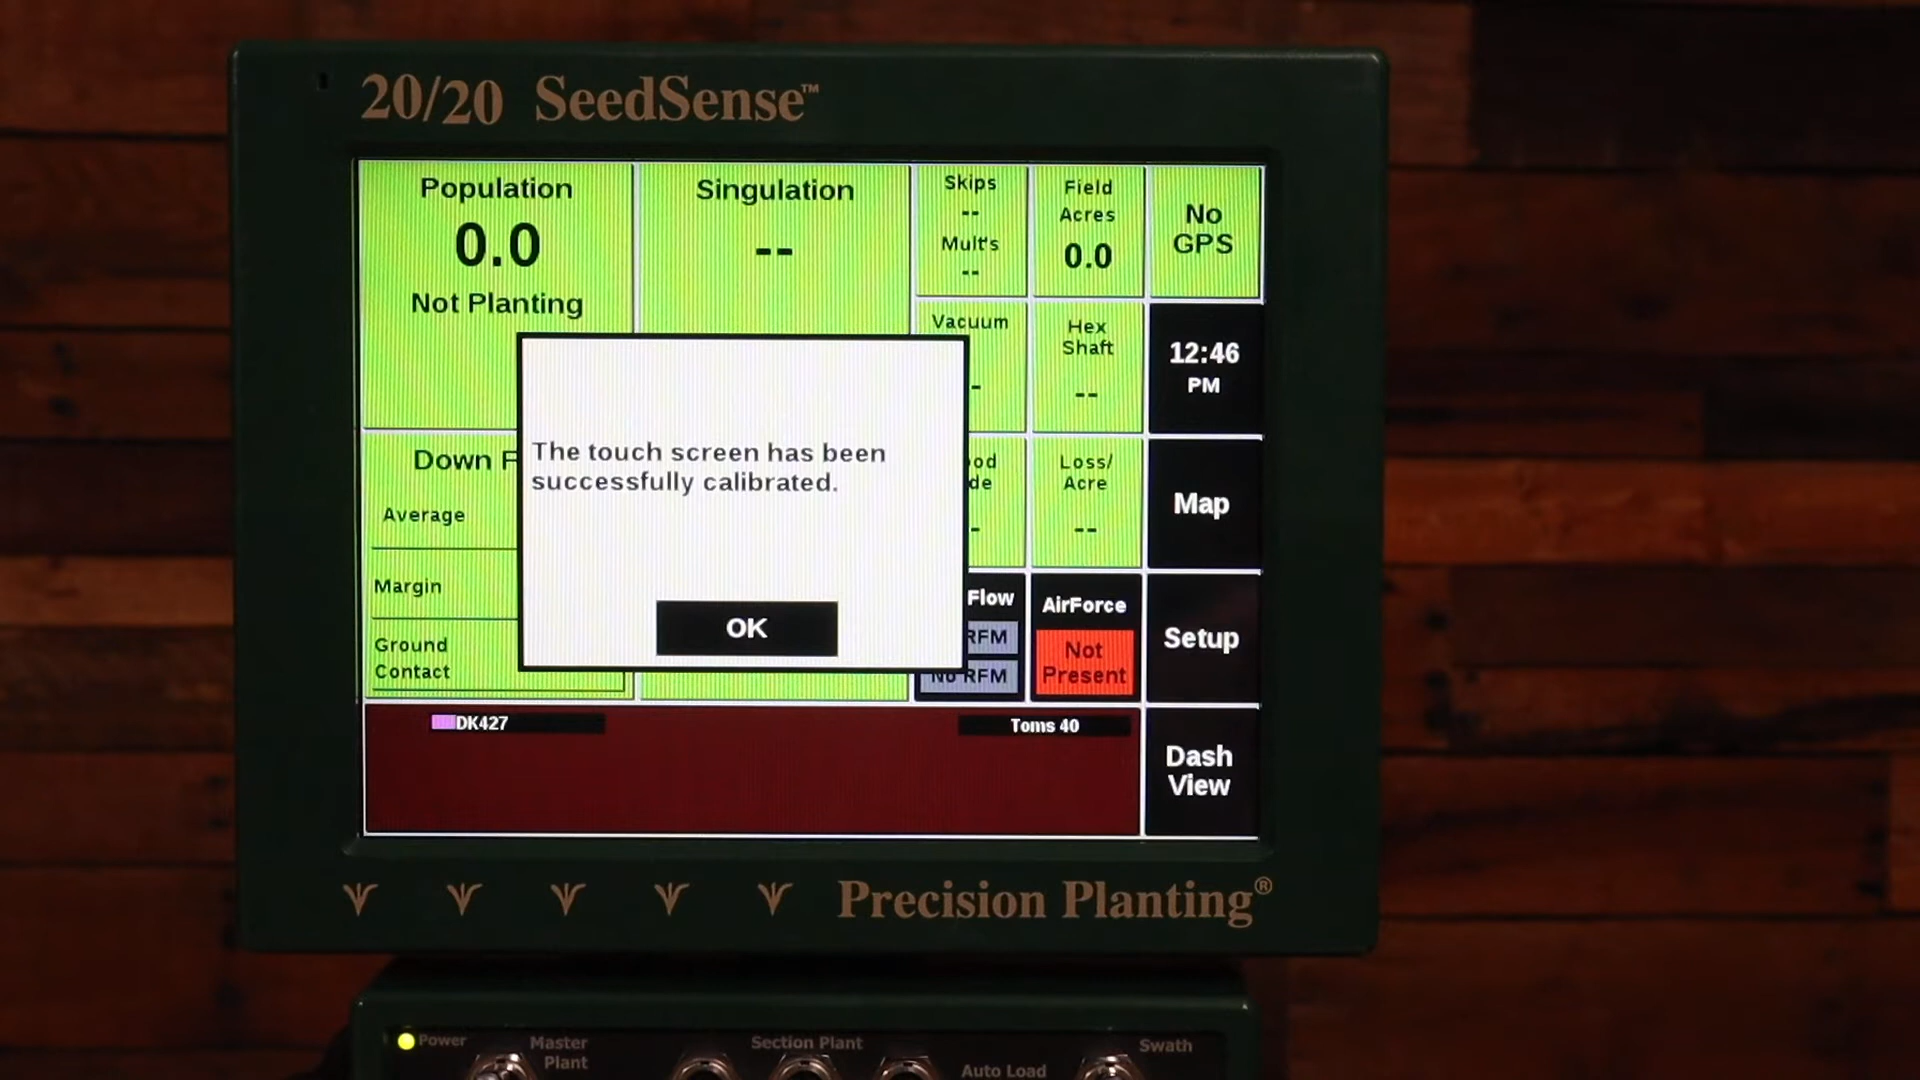 20/20 SeedSense™
Population
0.0
Not Planting
Singulation
--
Skips
--
Mult's
--
Field
Acres
0.0
No
GPS
Vacuum
-
Hex
Shaft
--
12:46
PM
Down F
Average
Margin
Ground
Contact
The touch screen has been
successfully calibrated.
OK
ood
de
-
Loss/
Acre
--
Map
Flow
RFM
No RFM
AirForce
Not
Present
Setup
DK427
Toms 40
Dash
View
Precision Planting®
Power
Master
Plant
Section Plant
Auto Load
Swath